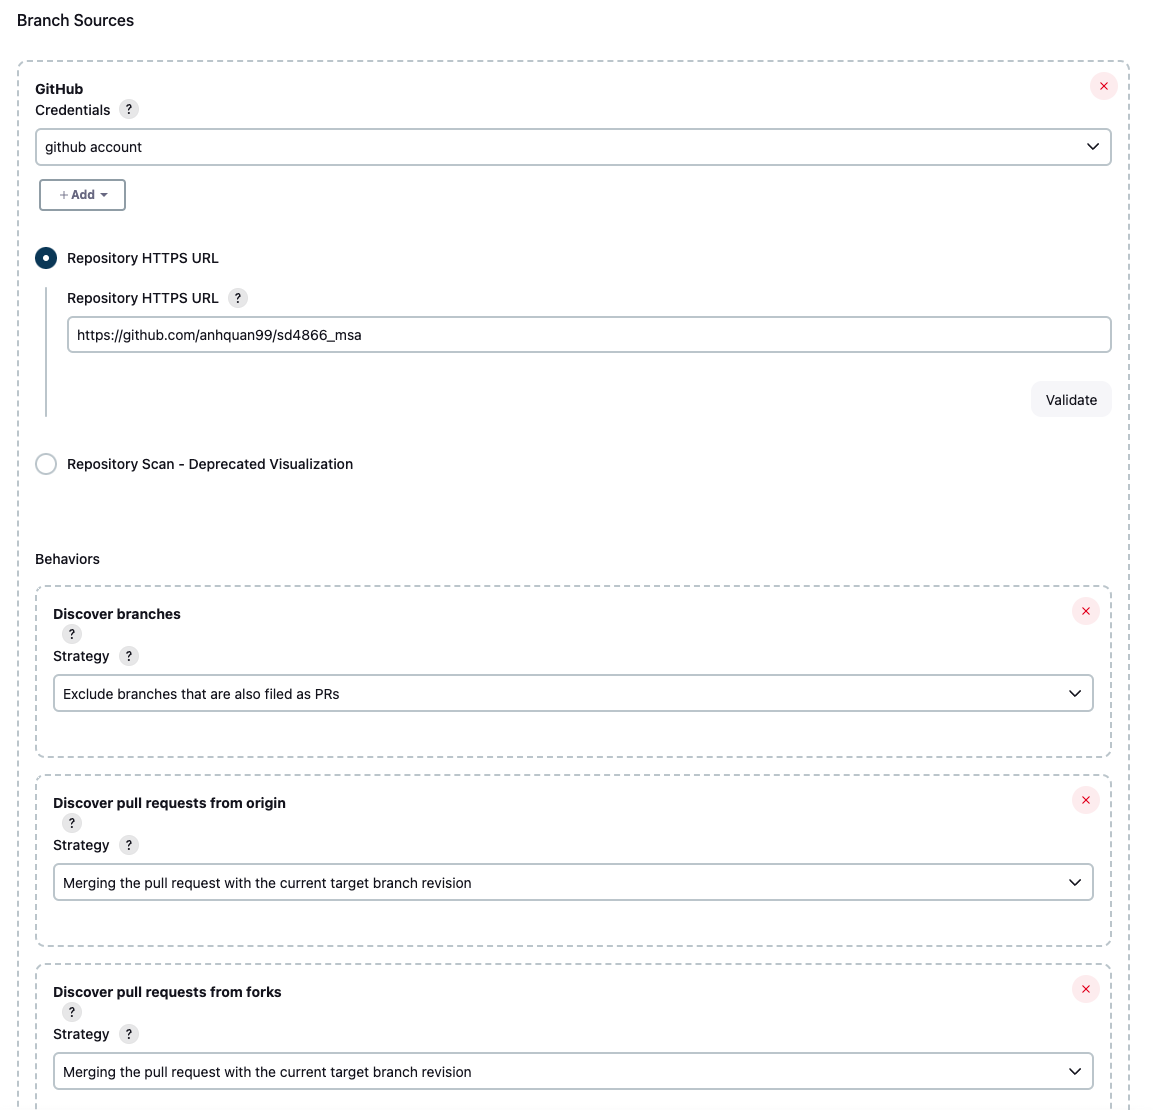 Branch Sources
GitHub
Credentials ?
github account
+ Add
Repository HTTPS URL
Repository HTTPS URL ?
https://github.com/anhquan99/sd4866_msa
Validate
Repository Scan - Deprecated Visualization
Behaviors
Discover branches
?
Strategy ?
Exclude branches that are also filed as PRs
Discover pull requests from origin
?
Strategy ?
Merging the pull request with the current target branch revision
Discover pull requests from forks
?
Strategy ?
Merging the pull request with the current target branch revision